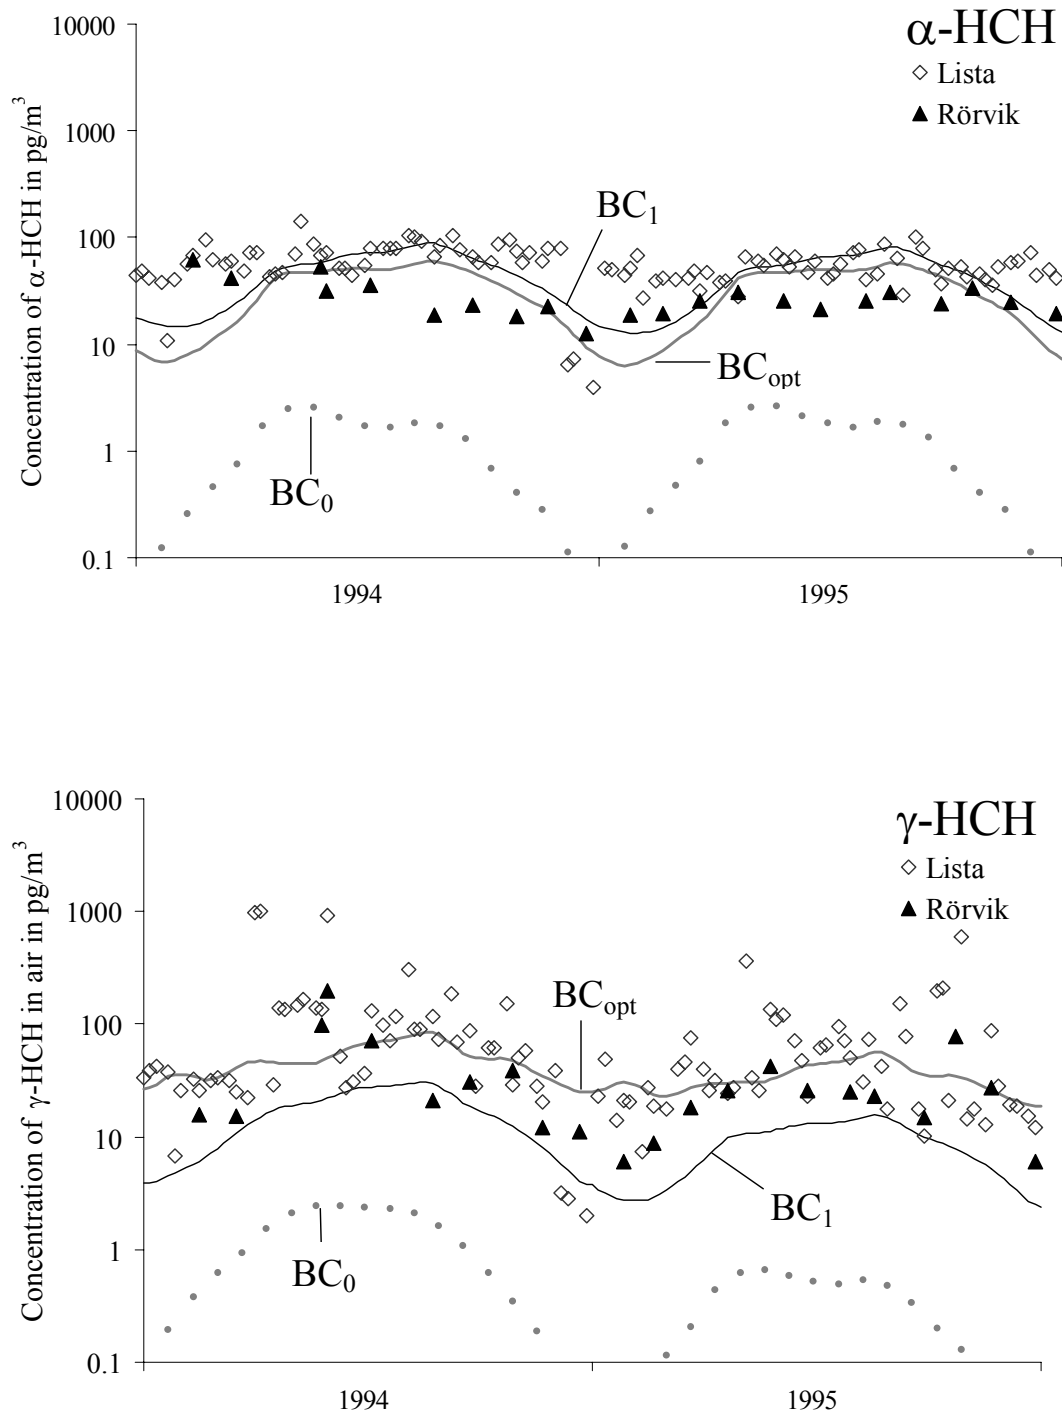 α-HCH
Lista
Rörvik
Concentration of α-HCH in pg/m³
10000
1000
100
10
1
0.1
BC₁
BCₒₚₜ
BC₀
1994
1995
γ-HCH
Lista
Rörvik
Concentration of γ-HCH in air in pg/m³
10000
1000
100
10
1
0.1
BCₒₚₜ
BC₁
BC₀
1994
1995